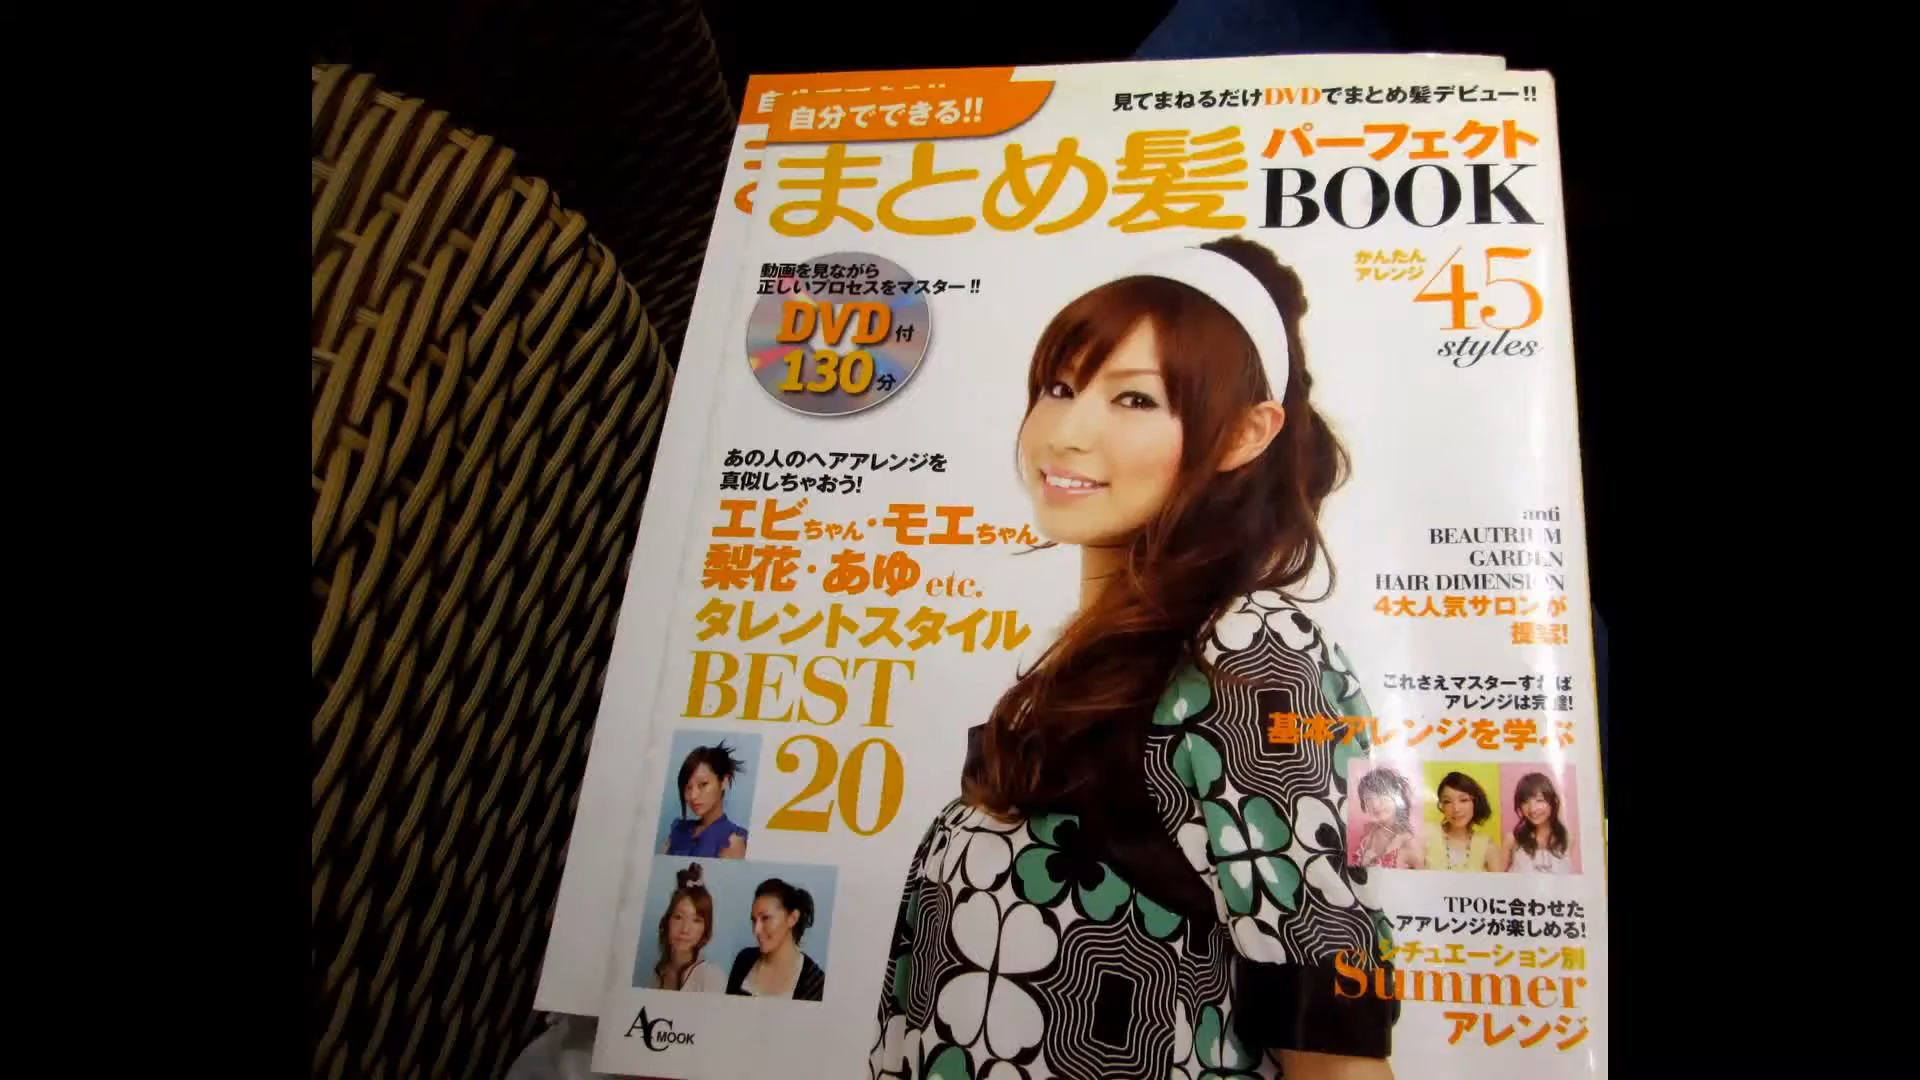 自分でできる!!
見てまねるだけDVDでまとめ髪デビュー!!
まとめ髪
パーフェクト
BOOK
動画を見ながら
正しいプロセスをマスター!!
DVD付
130分
かんたん
アレンジ
45
styles
あの人のヘアアレンジを
真似しちゃおう!
エビちゃん・モエちゃん
梨花・あゆ etc.
タレントスタイル
BEST
20
anti
BEAUTRIUM
GARDEN
HAIR DIMENSION
4大人気サロンが
提案!
これさえマスターすれば
アレンジは完璧!
基本アレンジを学ぶ
TPOに合わせた
ヘアアレンジが楽しめる!
シチュエーション別
Summer
アレンジ
AC MOOK